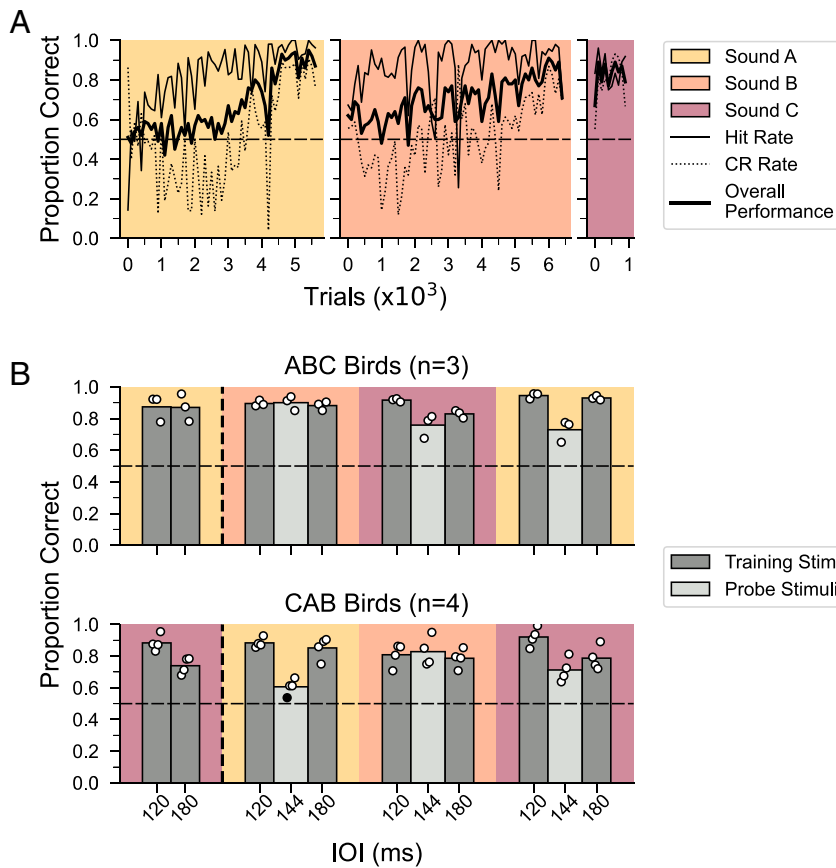 A
Proportion Correct
1.0
0.8
0.6
0.4
0.2
0.0
0 1 2 3 4 5
0 1 2 3 4 5 6
0 1
Trials (x10³)
Sound A
Sound B
Sound C
Hit Rate
CR Rate
Overall
Performance
B
ABC Birds (n=3)
Proportion Correct
1.0
0.8
0.6
0.4
0.2
0.0
CAB Birds (n=4)
1.0
0.8
0.6
0.4
0.2
0.0
120 180 120 144 180 120 144 180 120 144 180
IOI (ms)
Training Stim
Probe Stimuli